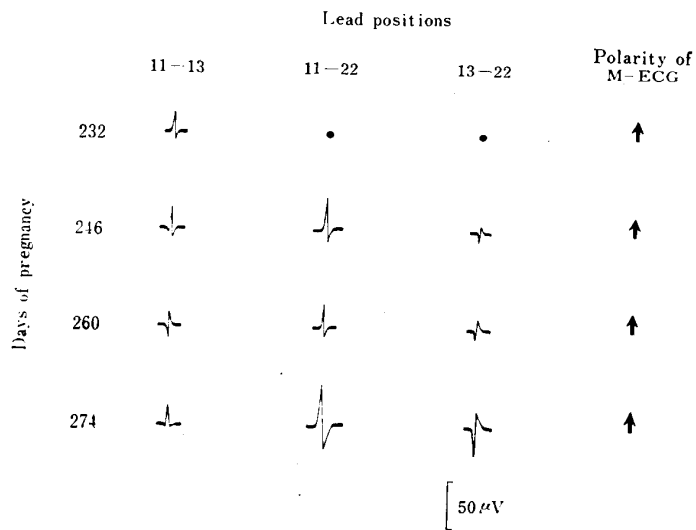 Lead positions
11-13 11-22 13-22 Polarity of M-ECG
Days of pregnancy
232
246
260
274
50 μV